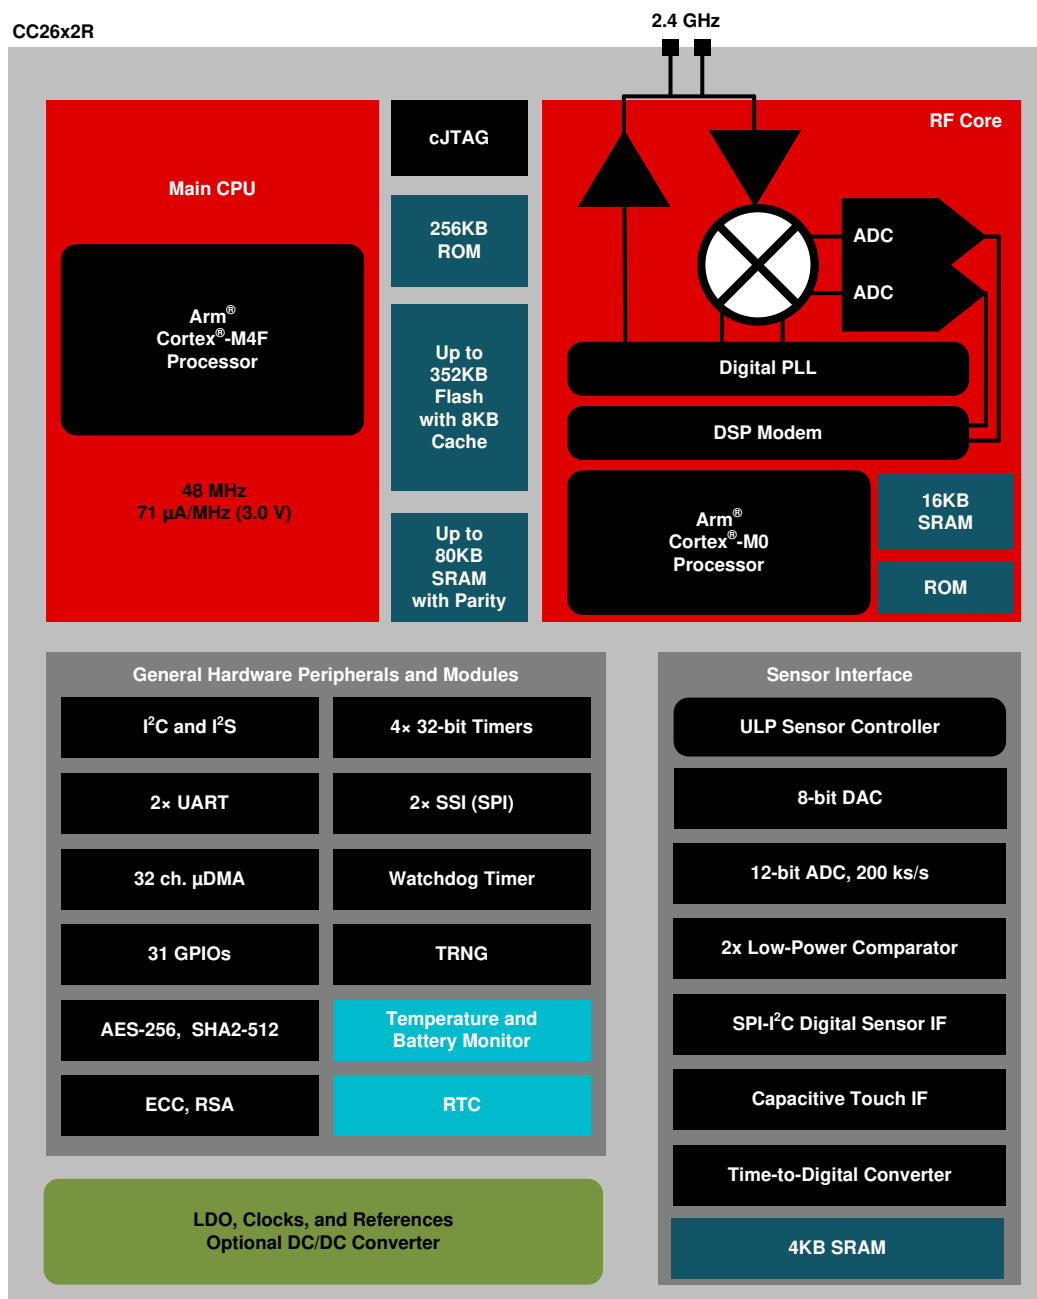 CC26x2R
2.4 GHz
Main CPU
Arm®
Cortex®-M4F
Processor
48 MHz
71 µA/MHz (3.0 V)
cJTAG
256KB
ROM
Up to
352KB
Flash
with 8KB
Cache
Up to
80KB
SRAM
with Parity
RF Core
ADC
ADC
Digital PLL
DSP Modem
Arm®
Cortex®-M0
Processor
16KB
SRAM
ROM
General Hardware Peripherals and Modules
I²C and I²S
4× 32-bit Timers
2× UART
2× SSI (SPI)
32 ch. µDMA
Watchdog Timer
31 GPIOs
TRNG
AES-256, SHA2-512
Temperature and
Battery Monitor
ECC, RSA
RTC
LDO, Clocks, and References
Optional DC/DC Converter
Sensor Interface
ULP Sensor Controller
8-bit DAC
12-bit ADC, 200 ks/s
2x Low-Power Comparator
SPI-I²C Digital Sensor IF
Capacitive Touch IF
Time-to-Digital Converter
4KB SRAM